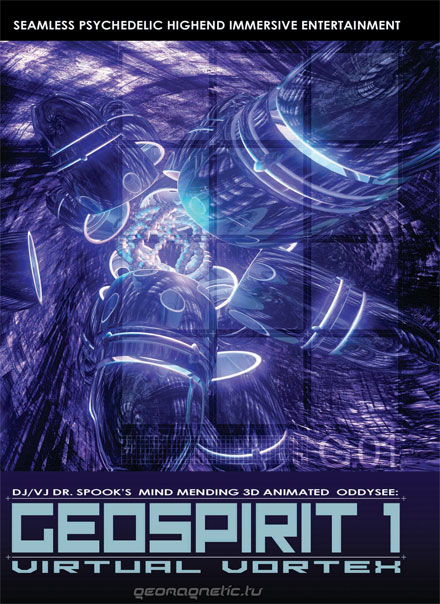 SEAMLESS PSYCHEDELIC HIGHEND IMMERSIVE ENTERTAINMENT
G 01
DJ/VJ DR. SPOOK'S MIND MENDING 3D ANIMATED ODDYSEE:
GEOSPIRIT 1
VIRTUAL VORTEX
geomagnetic.tv